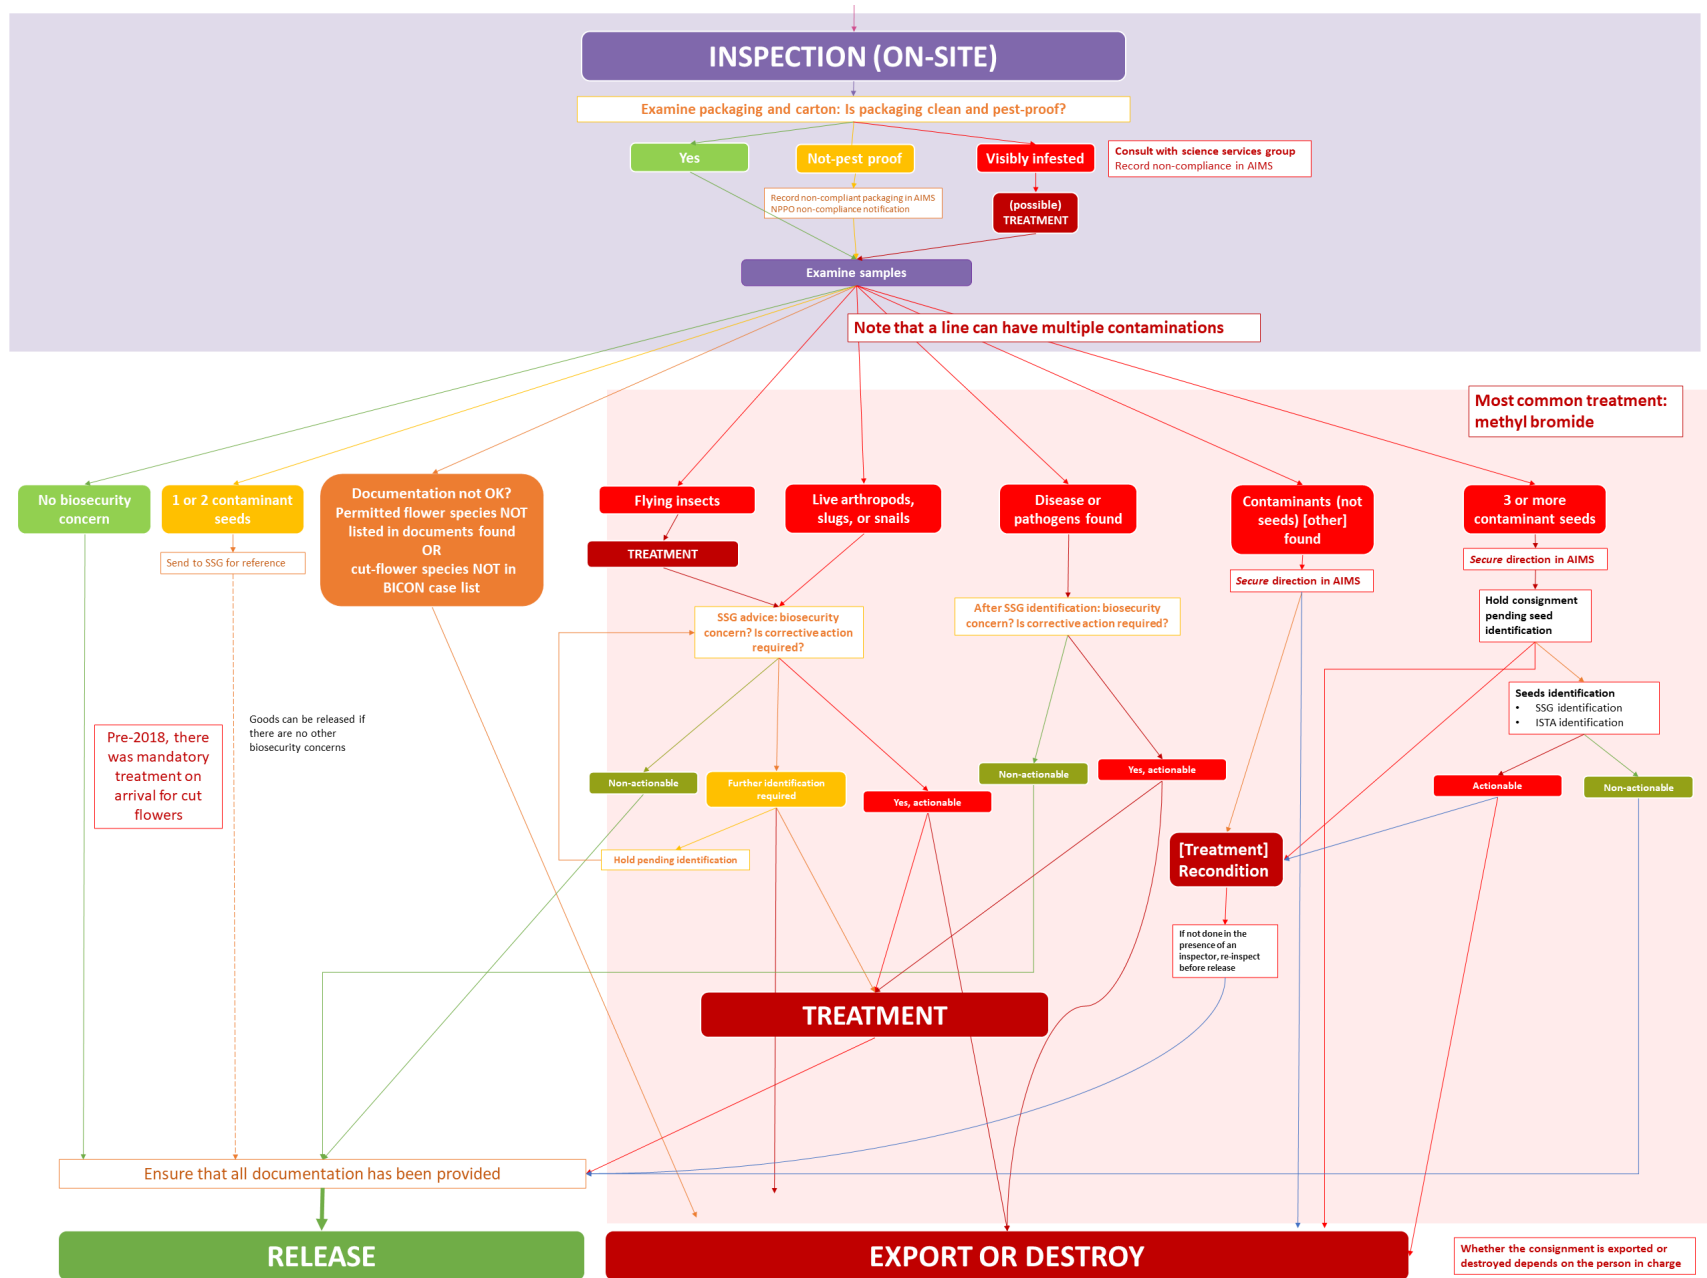 INSPECTION (ON-SITE)
Examine packaging and carton: Is packaging clean and pest-proof?
Yes
Not-pest proof
Visibly infested
Consult with science services group
Record non-compliance in AIMS
Record non-compliant packaging in AIMS
NPPO non-compliance notification
(possible)
TREATMENT
Examine samples
Note that a line can have multiple contaminations
Most common treatment:
methyl bromide
No biosecurity
concern
1 or 2 contaminant
seeds
Documentation not OK?
Permitted flower species NOT
listed in documents found
OR
cut-flower species NOT in
BICON case list
Flying insects
Live arthropods,
slugs, or snails
Disease or
pathogens found
Contaminants (not
seeds) [other]
found
3 or more
contaminant seeds
Send to SSG for reference
TREATMENT
Secure direction in AIMS
Secure direction in AIMS
SSG advice: biosecurity
concern? Is corrective action
required?
After SSG identification: biosecurity
concern? Is corrective action required?
Hold consignment
pending seed
identification
Seeds identification
• SSG identification
• ISTA identification
Goods can be released if
there are no other
biosecurity concerns
Pre-2018, there
was mandatory
treatment on
arrival for cut
flowers
Non-actionable
Further identification
required
Yes, actionable
Non-actionable
Yes, actionable
Actionable
Non-actionable
Hold pending identification
[Treatment]
Recondition
If not done in the
presence of an
inspector, re-inspect
before release
TREATMENT
Ensure that all documentation has been provided
RELEASE
EXPORT OR DESTROY
Whether the consignment is exported or
destroyed depends on the person in charge